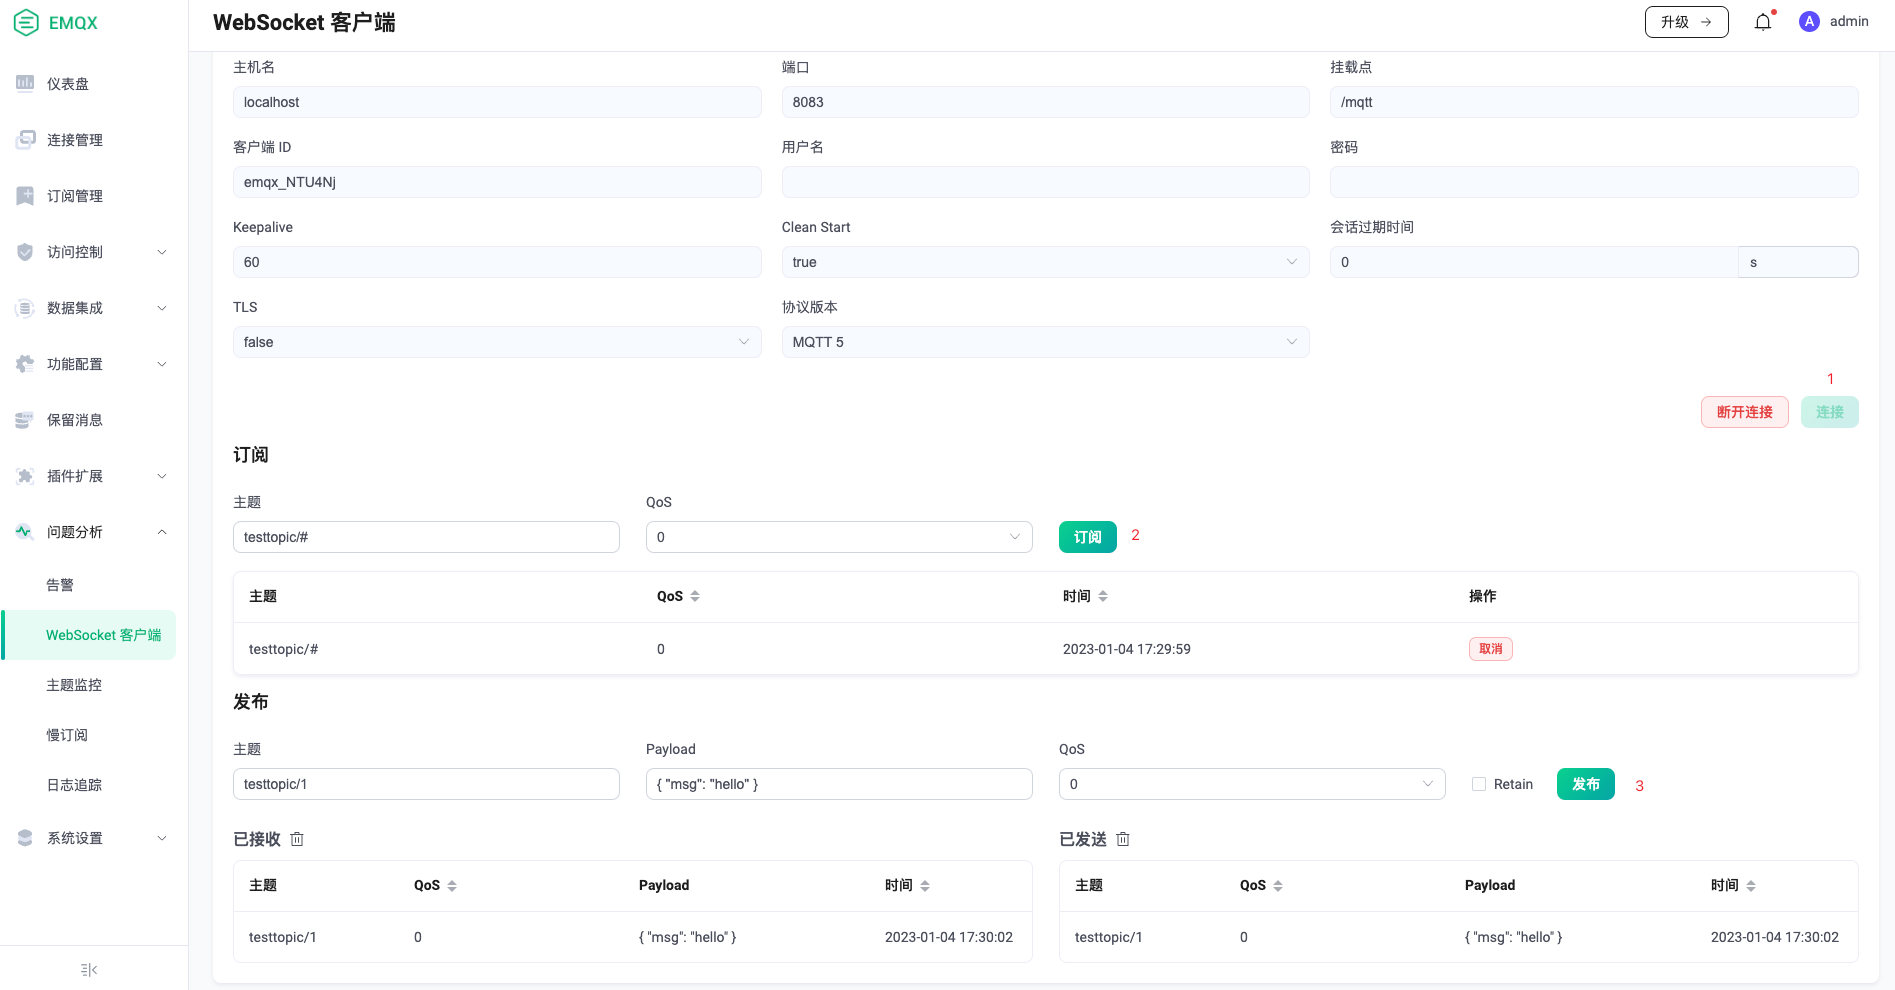 EMQX
WebSocket 客户端
升级 →
A admin
仪表盘
连接管理
订阅管理
访问控制
数据集成
功能配置
保留消息
插件扩展
问题分析
告警
WebSocket 客户端
主题监控
慢订阅
日志追踪
系统设置
主机名 端口 挂载点
localhost 8083 /mqtt
客户端 ID 用户名 密码
emqx_NTU4Nj
Keepalive Clean Start 会话过期时间
60 true 0 s
TLS 协议版本
false MQTT 5
1
断开连接 连接
订阅
主题 QoS
testtopic/# 0 订阅 2
主题 QoS 时间 操作
testtopic/# 0 2023-01-04 17:29:59 取消
发布
主题 Payload QoS
testtopic/1 { "msg": "hello" } 0 Retain 发布 3
已接收 已发送
主题 QoS Payload 时间 主题 QoS Payload 时间
testtopic/1 0 { "msg": "hello" } 2023-01-04 17:30:02 testtopic/1 0 { "msg": "hello" } 2023-01-04 17:30:02